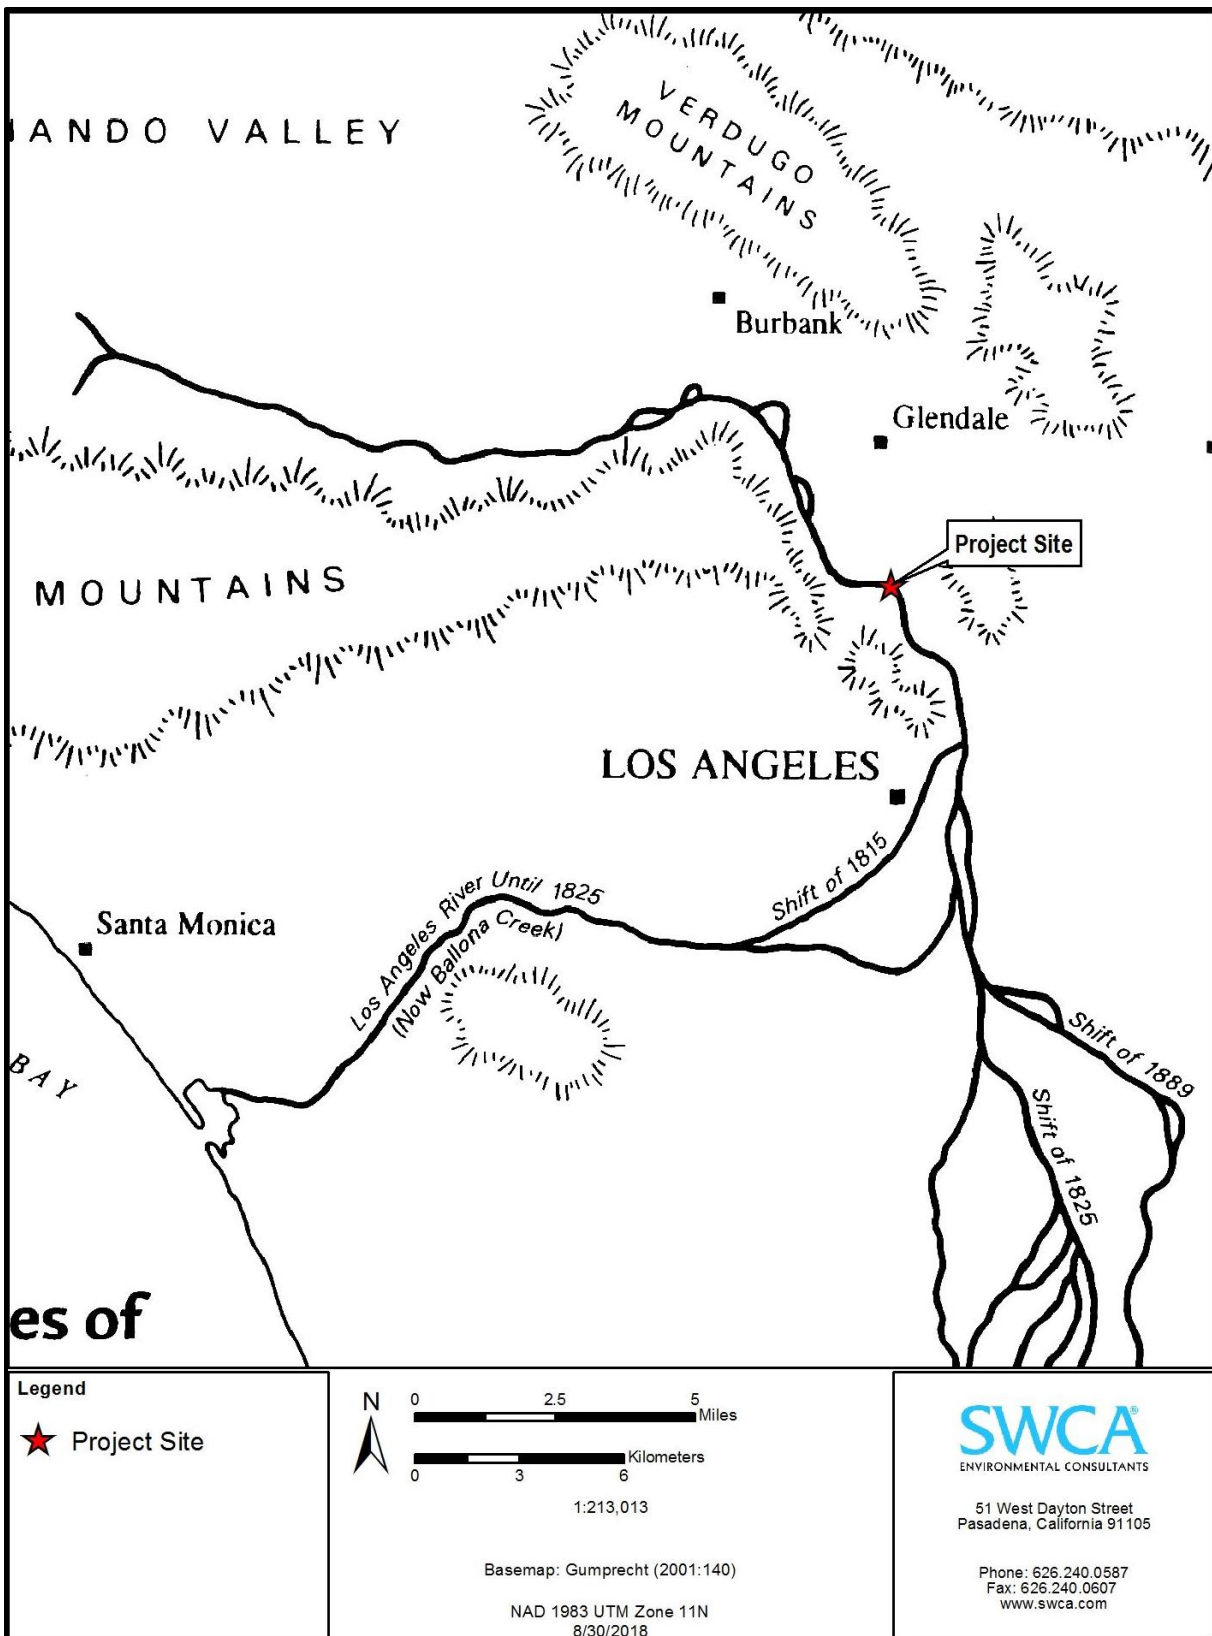 IANDO VALLEY
VERDUGO
MOUNTAINS
Burbank
Glendale
Project Site
MOUNTAINS
LOS ANGELES
Shift of 1815
Los Angeles River Until 1825
(Now Ballona Creek)
Santa Monica
BAY
Shift of 1889
Shift of 1825
es of
Legend
Project Site
N
0 2.5 5
Miles
Kilometers
0 3 6
1:213,013
Basemap: Gumprecht (2001:140)
NAD 1983 UTM Zone 11N
8/30/2018
SWCA®
ENVIRONMENTAL CONSULTANTS
51 West Dayton Street
Pasadena, California 91105
Phone: 626.240.0587
Fax: 626.240.0607
www.swca.com